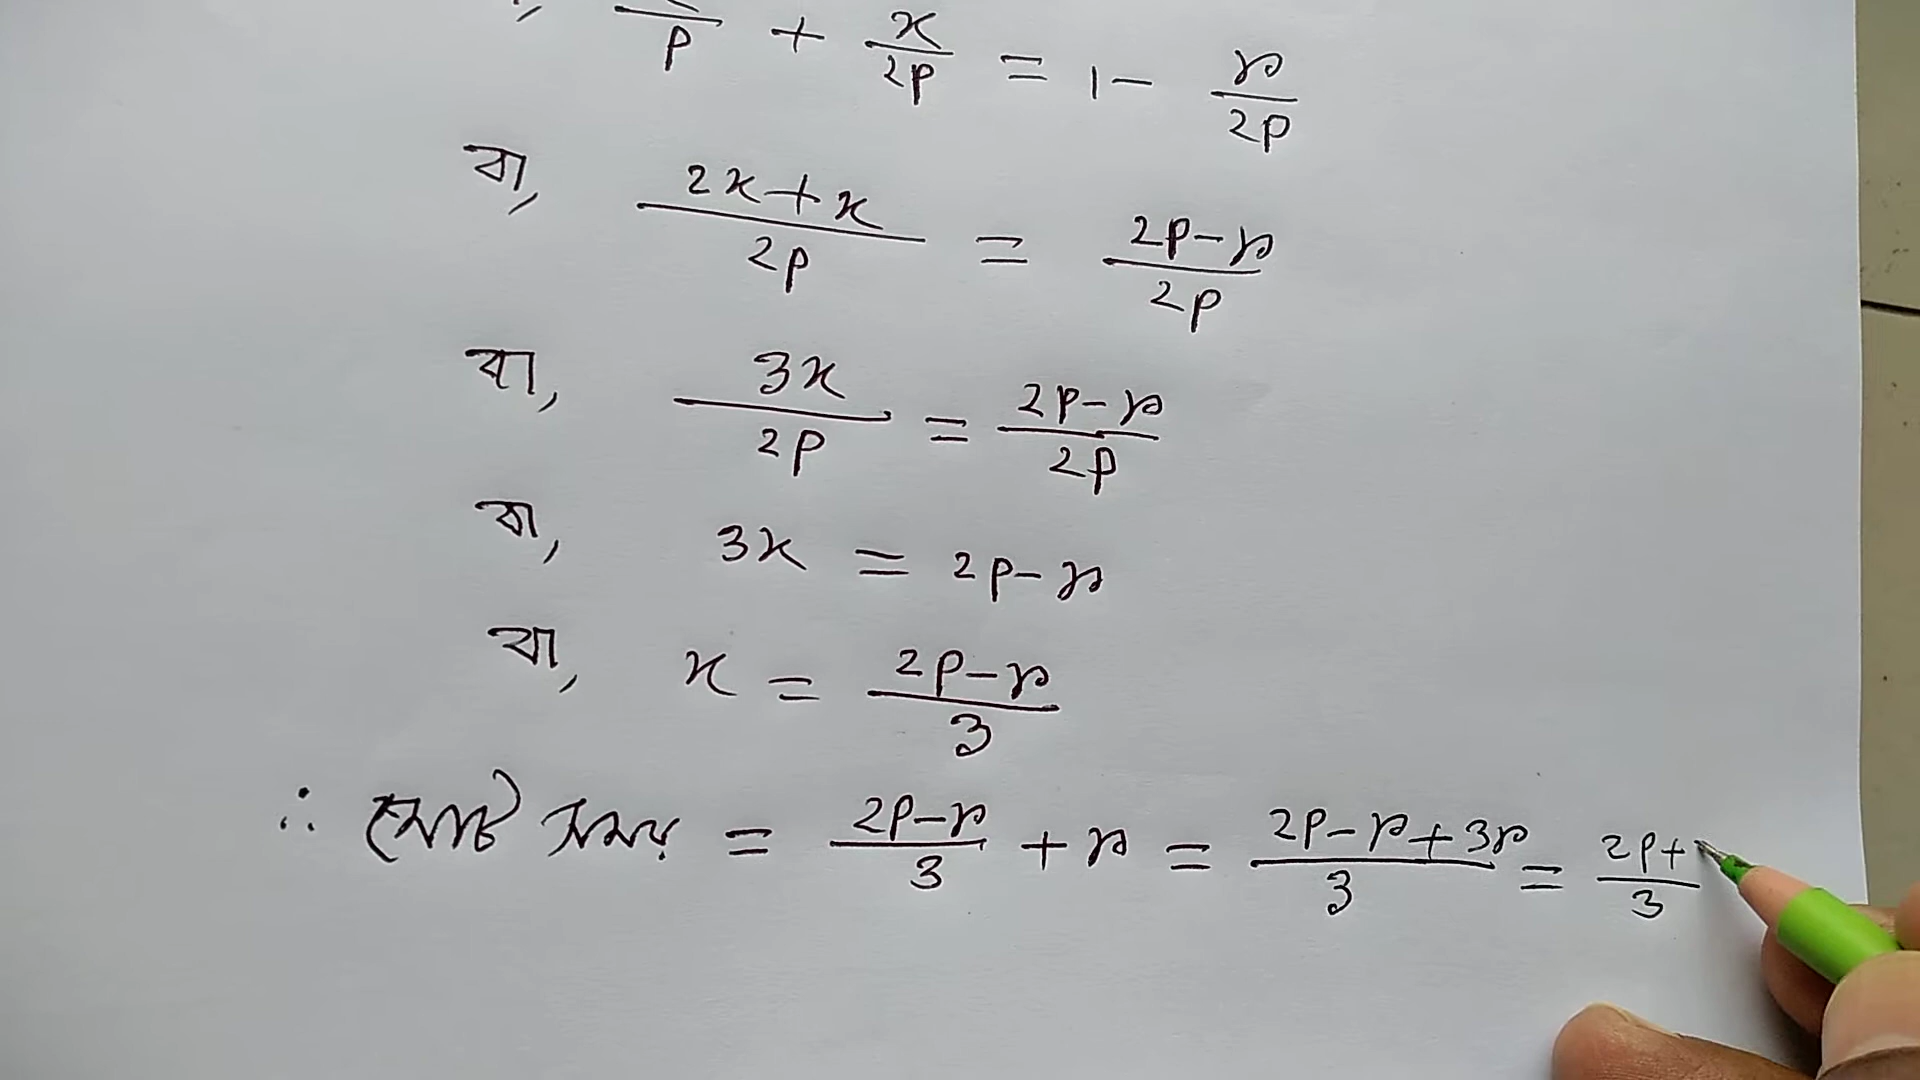 /p + x/2p = 1 - r/2p
বা, (2x+x)/2p = (2p-r)/2p
বা, 3x/2p = (2p-r)/2p
বা, 3x = 2p-r
বা, x = (2p-r)/3
∴ মোট সময় = (2p-r)/3 + r = (2p-r+3r)/3 = (2p+)/3